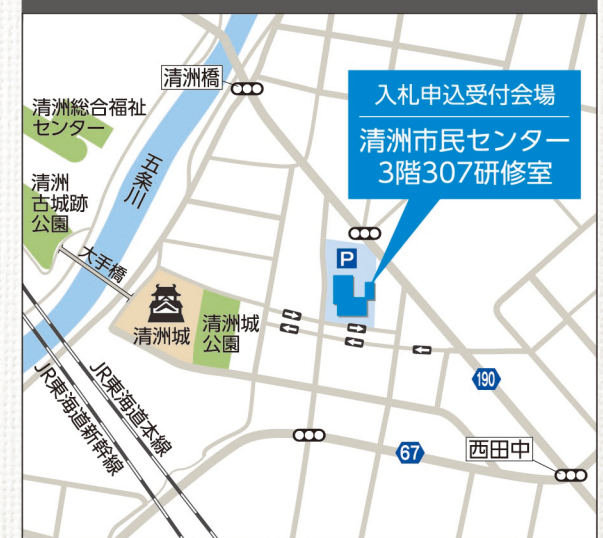 清洲橋
入札申込受付会場
清洲市民センター
3階307研修室
清洲総合福祉
センター
五条川
清洲
古城跡
公園
大手橋
P
清洲城
清洲城
公園
190
JR東海道本線
JR東海道新幹線
67
西田中